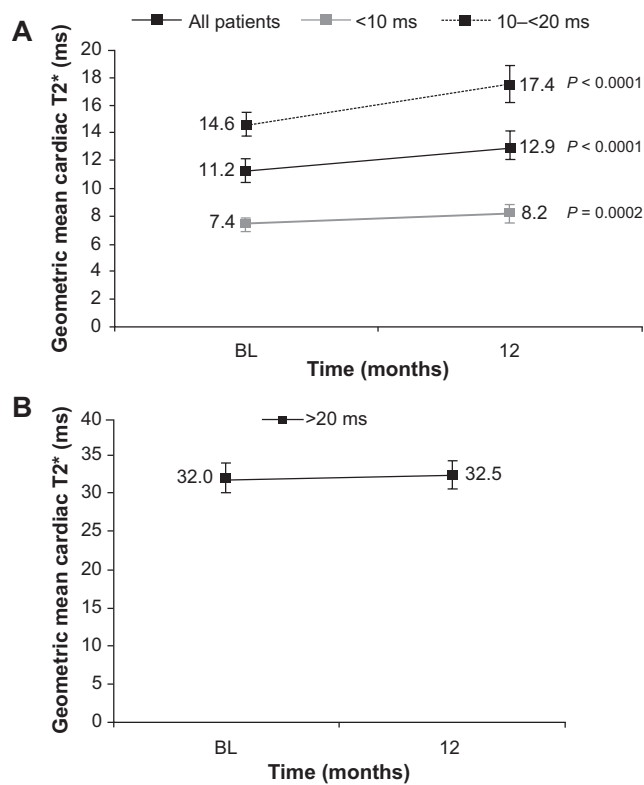 A
All patients <10 ms 10–<20 ms
Geometric mean cardiac T2* (ms)
20
18
16
14
12
10
8
6
4
2
0
14.6
17.4 P < 0.0001
11.2
12.9 P < 0.0001
7.4
8.2 P = 0.0002
BL 12
Time (months)
B
>20 ms
Geometric mean cardiac T2* (ms)
40
35
30
25
20
15
10
5
0
32.0
32.5
BL 12
Time (months)